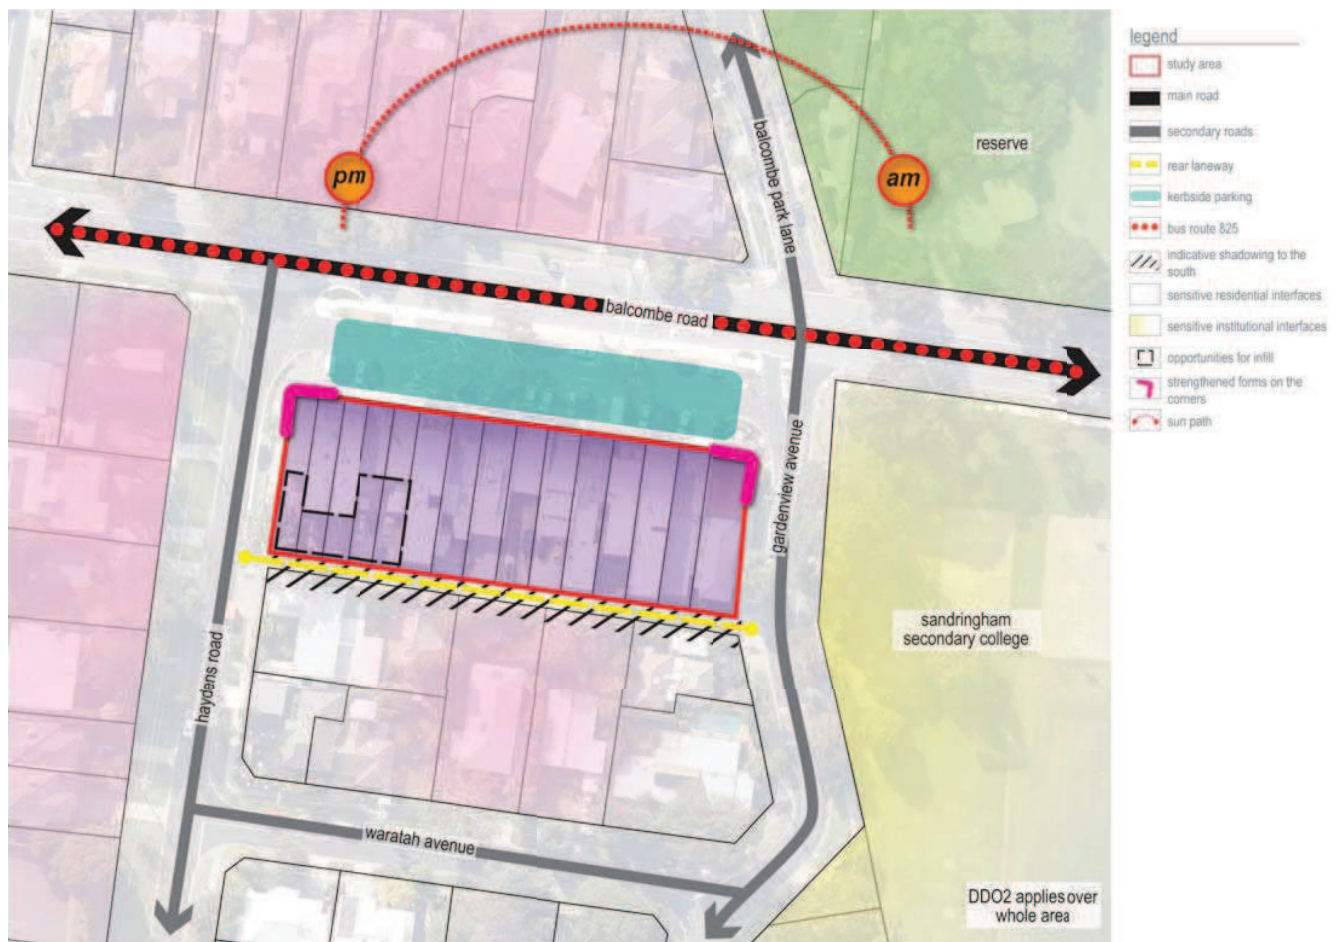 legend
study area
main road
secondary roads
rear laneway
kerbside parking
bus route 825
indicative shadowing to the
south
sensitive residential interfaces
sensitive institutional interfaces
opportunities for infill
strengthened forms on the
corners
sun path
pm
am
reserve
balcombe park lane
balcombe road
gardenview avenue
haydens road
sandringham
secondary college
waratah avenue
DDO2 applies over
whole area